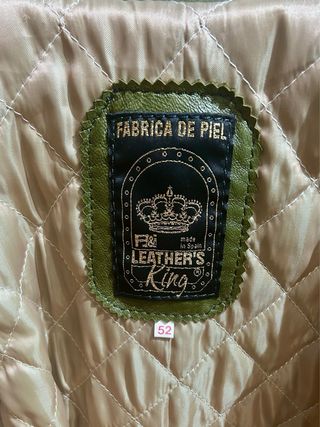 FABRICA DE PIEL
made
in Spain
LEATHER'S
King ®
52